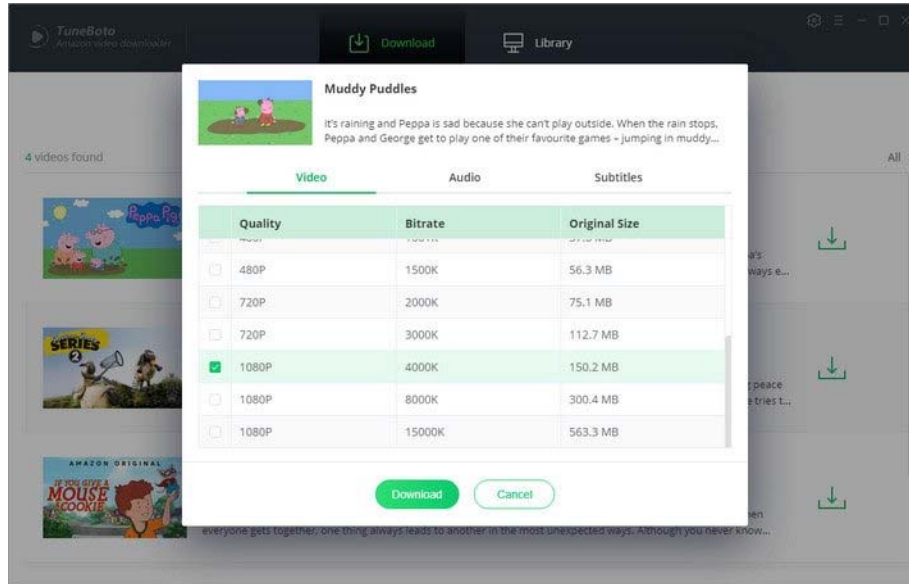 TuneBoto
Amazon video downloader
Download
Library
Muddy Puddles
It's raining and Peppa is sad because she can't play outside. When the rain stops,
Peppa and George get to play one of their favourite games - jumping in muddy...
4 videos found
All
Video Audio Subtitles
Quality Bitrate Original Size
480P 1500K 56.3 MB
720P 2000K 75.1 MB
720P 3000K 112.7 MB
1080P 4000K 150.2 MB
1080P 8000K 300.4 MB
1080P 15000K 563.3 MB
Peppa Pig
ways e...
SERIES
2
peace
e tries t...
AMAZON ORIGINAL
IF YOU GIVE A
MOUSE
A COOKIE
Download
Cancel
everyone gets together, one thing always leads to another in the most unexpected ways. Although you never know...